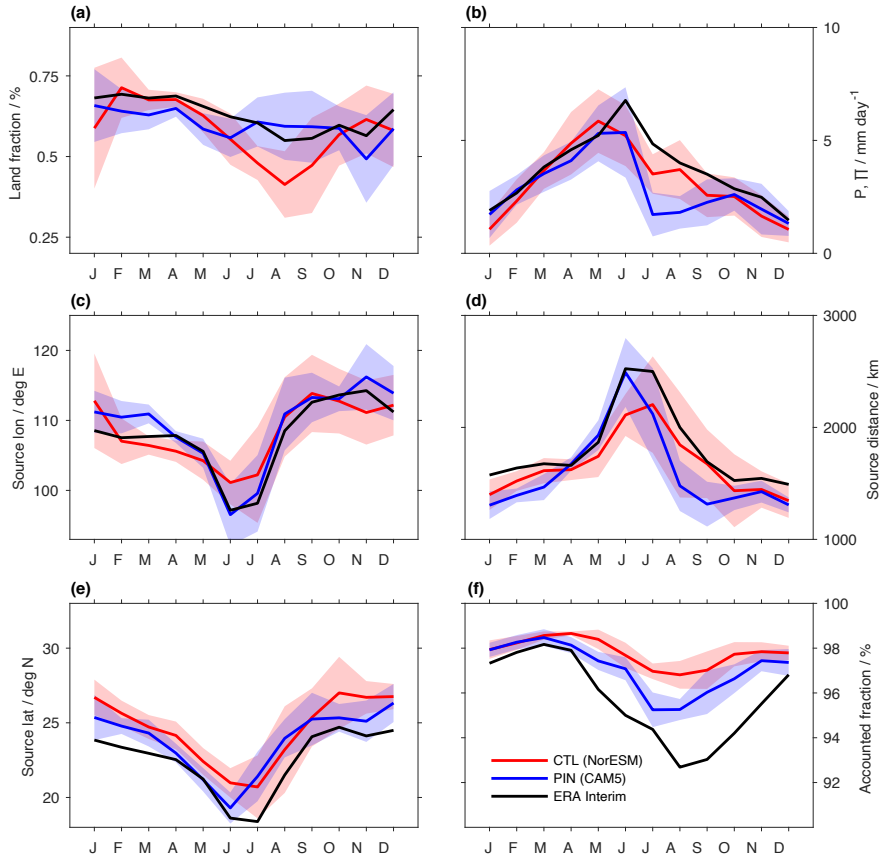 (a)
(b)
0.75
0.5
0.25
Land fraction / %
J F M A M J J A S O N D
10
5
0
P, ∏ / mm day-1
J F M A M J J A S O N D
(c)
(d)
120
110
100
Source lon / deg E
J F M A M J J A S O N D
3000
2000
1000
Source distance / km
J F M A M J J A S O N D
(e)
(f)
30
25
20
Source lat / deg N
J F M A M J J A S O N D
100
98
96
94
92
Accounted fraction / %
CTL (NorESM)
PIN (CAM5)
ERA Interim
J F M A M J J A S O N D